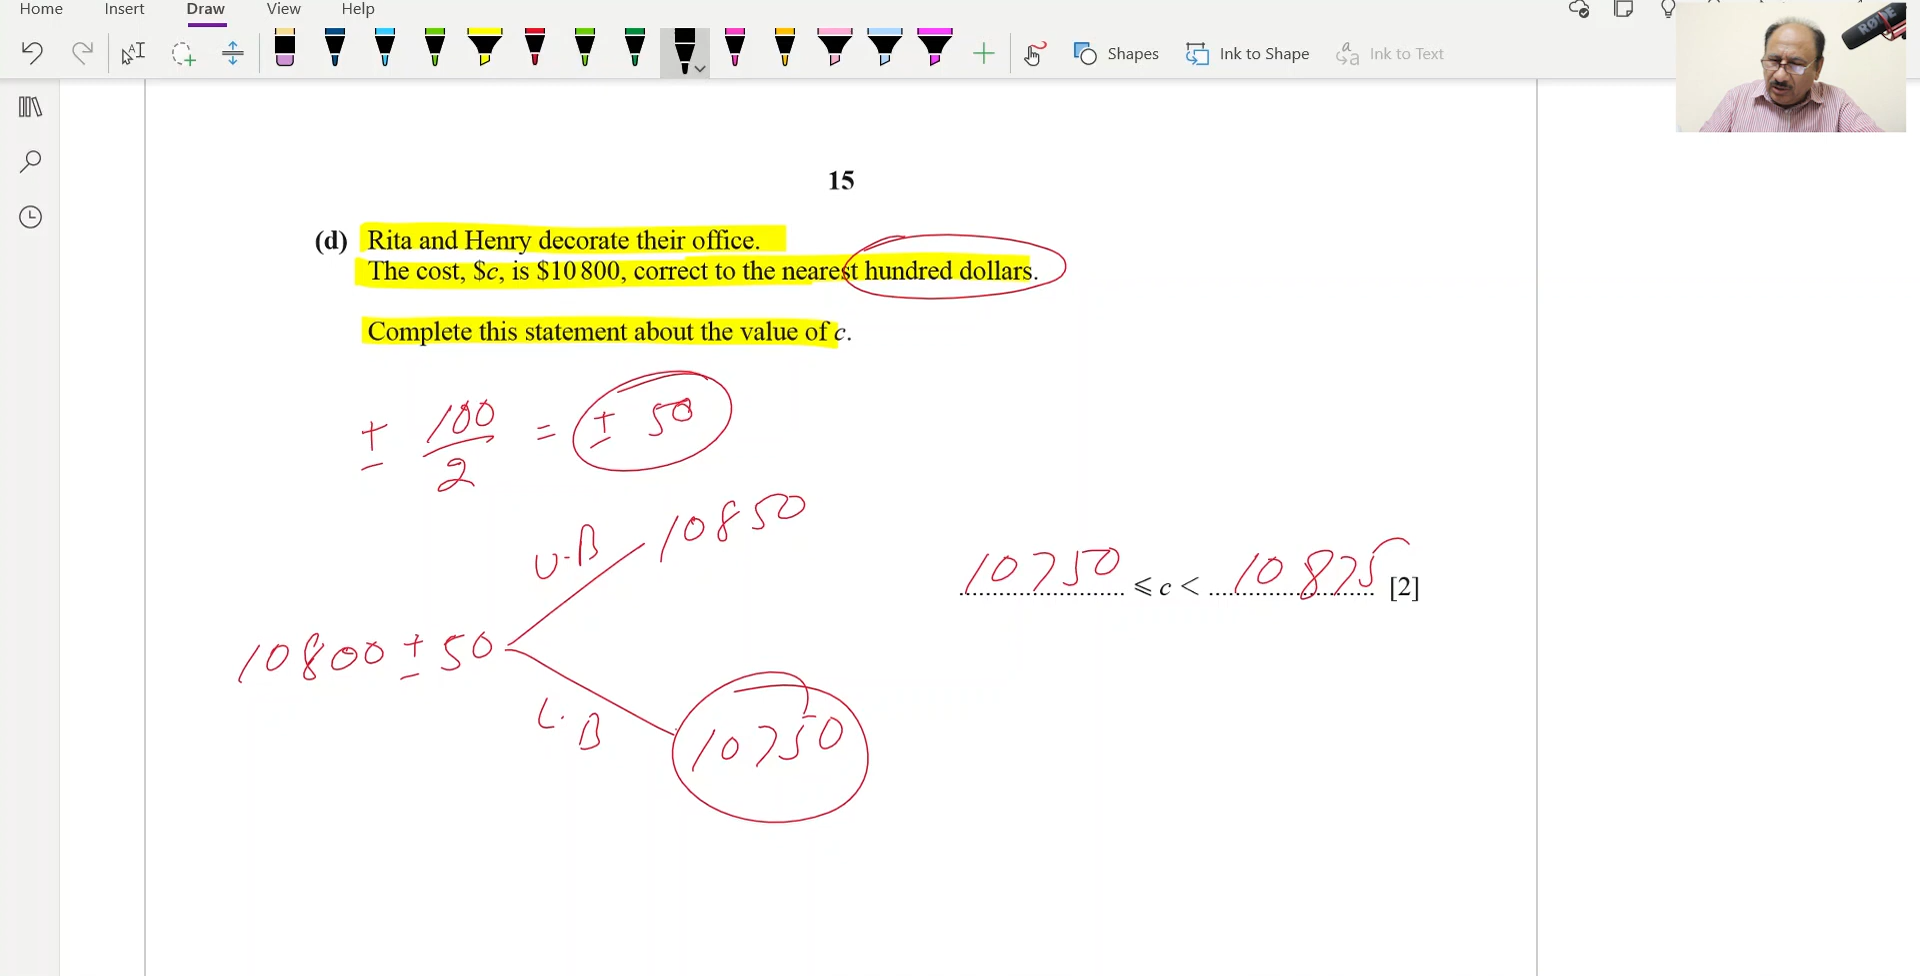 Home Insert Draw View Help
Shapes Ink to Shape Ink to Text
RØDE
15
(d) Rita and Henry decorate their office.
The cost, $c, is $10 800, correct to the nearest hundred dollars.
Complete this statement about the value of c.
± 100/2 = ± 50
U.B 10850
10750 ⩽ c < 10875 [2]
10800 ± 50
L.B 10750